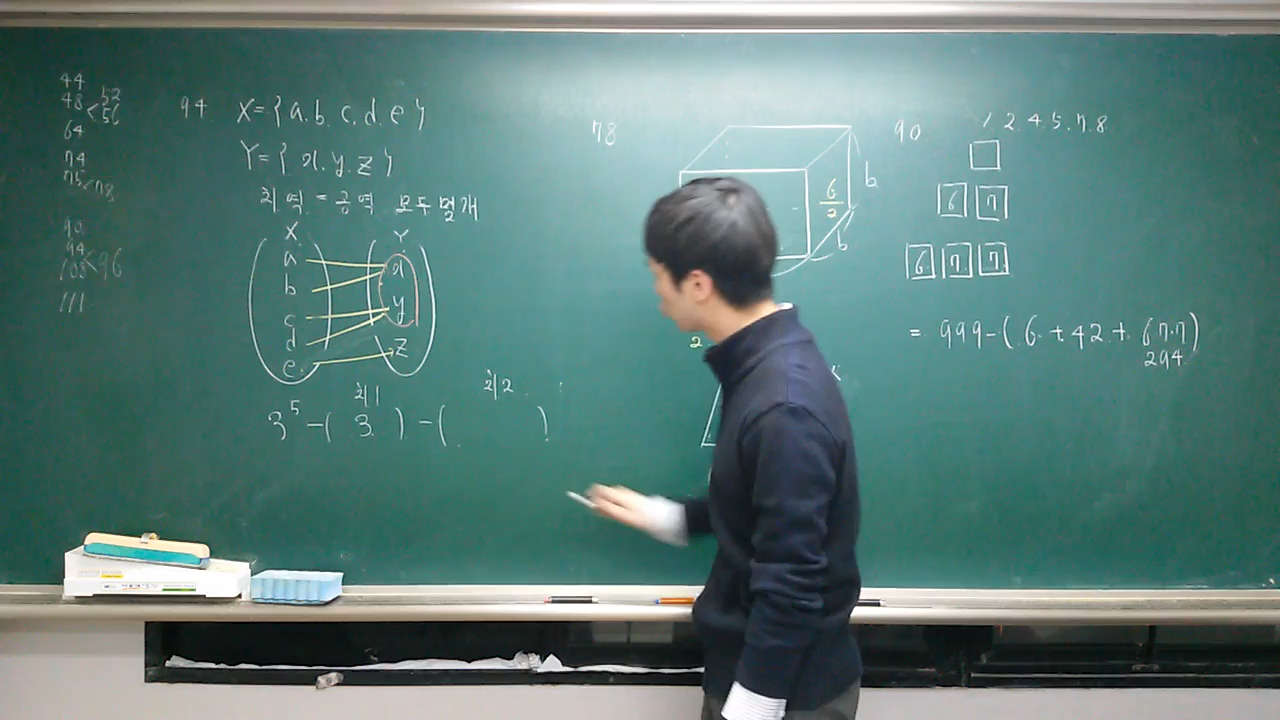 44
48 < 52
56
64
74
75 < 78
90
94
108 < 96
111
94 X = { a. b. c. d. e }
Y = { x. y. z }
치역 = 공역 모두 몇개
X Y
a x
b
c y
d
e z
치1 치2
3⁵ - ( 3 ) - ( )
78
b
6/2
b
2
90 1 2. 4. 5. 7. 8
6 7
6 7 7
= 999 - ( 6 + 42 + 6·7·7 )
294